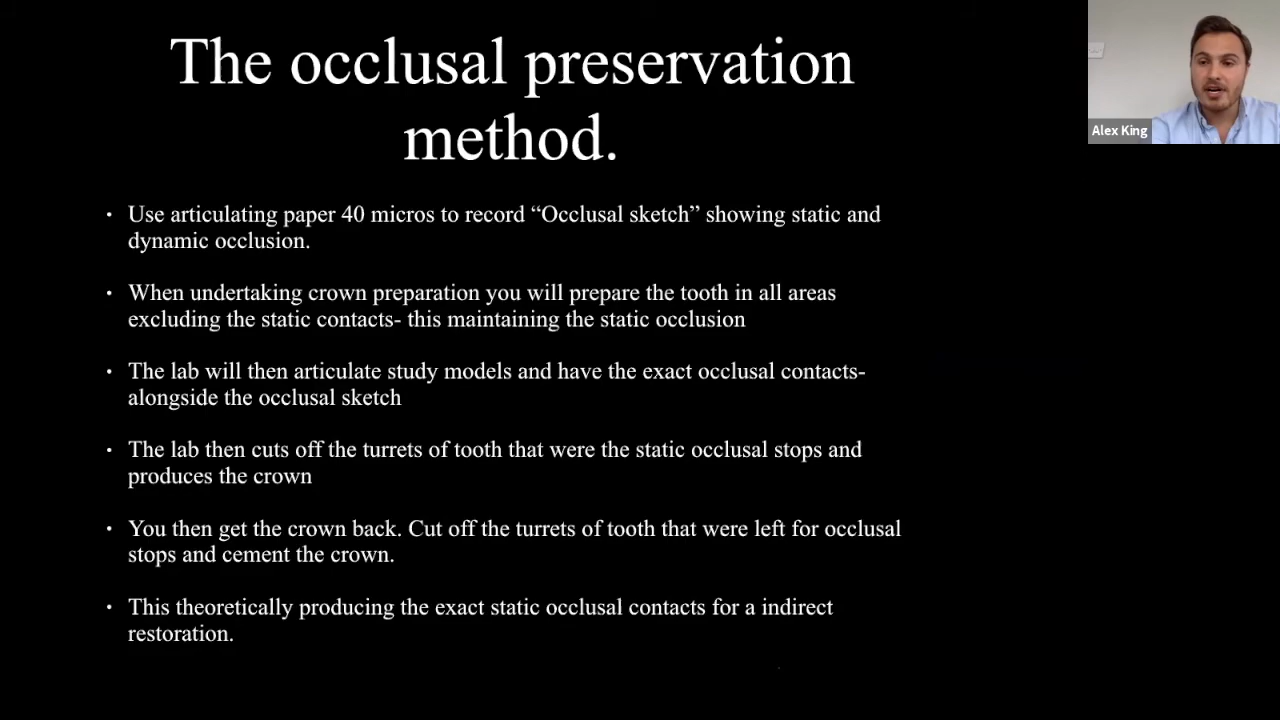 The occlusal preservation
method.
• Use articulating paper 40 micros to record “Occlusal sketch” showing static and
dynamic occlusion.
• When undertaking crown preparation you will prepare the tooth in all areas
excluding the static contacts- this maintaining the static occlusion
• The lab will then articulate study models and have the exact occlusal contacts-
alongside the occlusal sketch
• The lab then cuts off the turrets of tooth that were the static occlusal stops and
produces the crown
• You then get the crown back. Cut off the turrets of tooth that were left for occlusal
stops and cement the crown.
• This theoretically producing the exact static occlusal contacts for a indirect
restoration.
Alex King